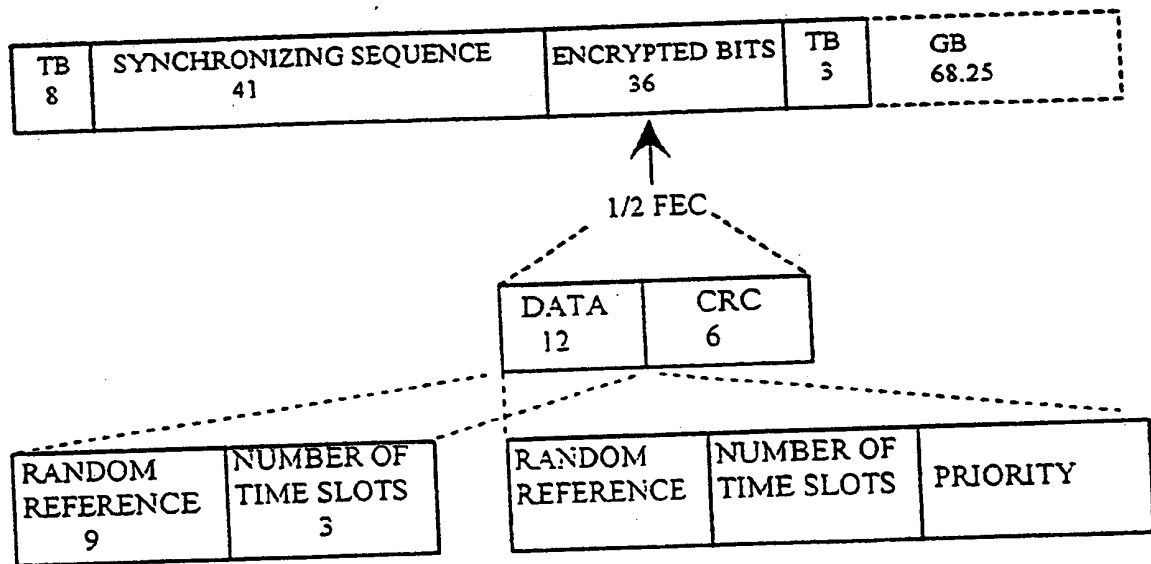 TB
8
SYNCHRONIZING SEQUENCE
41
ENCRYPTED BITS
36
TB
3
GB
68.25
1/2 FEC
DATA
12
CRC
6
RANDOM
REFERENCE
9
NUMBER OF
TIME SLOTS
3
RANDOM
REFERENCE
NUMBER OF
TIME SLOTS
PRIORITY